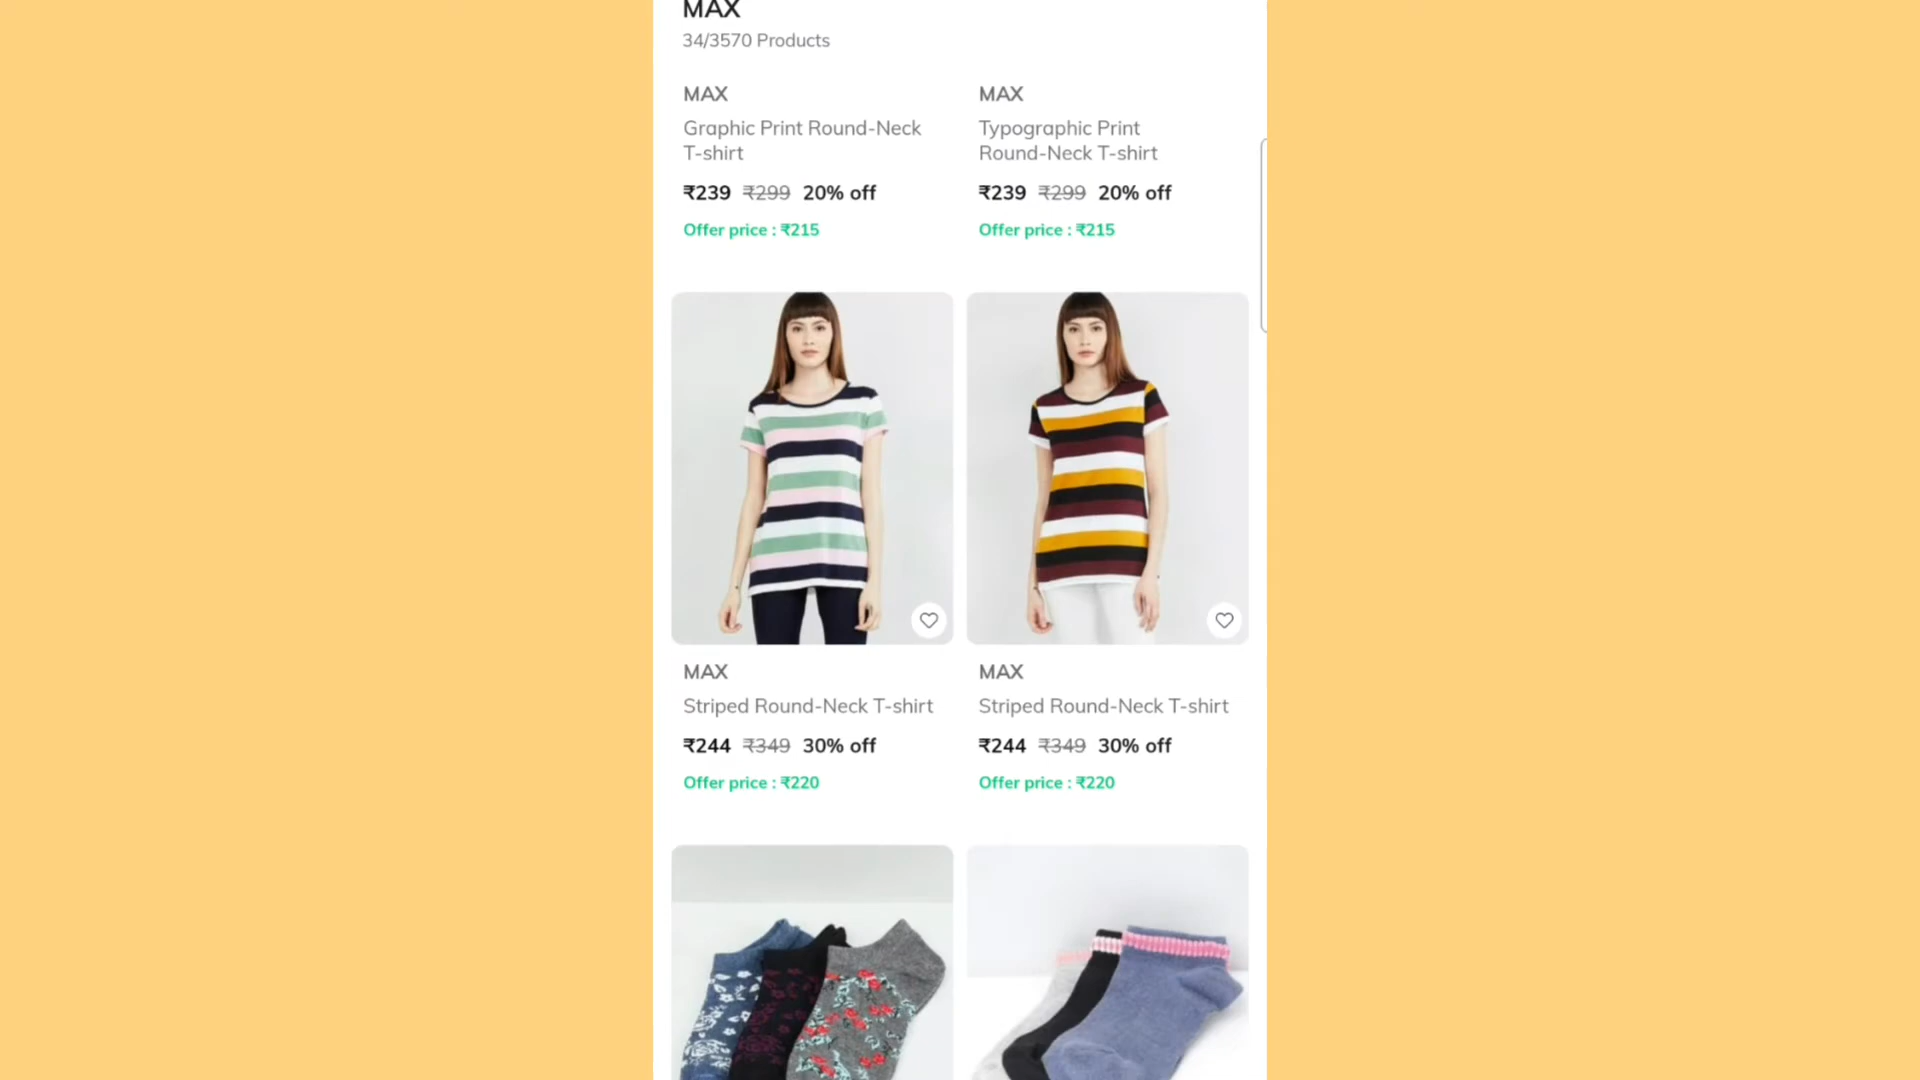 MAX
34/3570 Products
MAX
Graphic Print Round-Neck
T-shirt
₹239 ₹299 20% off
Offer price : ₹215
MAX
Typographic Print
Round-Neck T-shirt
₹239 ₹299 20% off
Offer price : ₹215
MAX
Striped Round-Neck T-shirt
₹244 ₹349 30% off
Offer price : ₹220
MAX
Striped Round-Neck T-shirt
₹244 ₹349 30% off
Offer price : ₹220